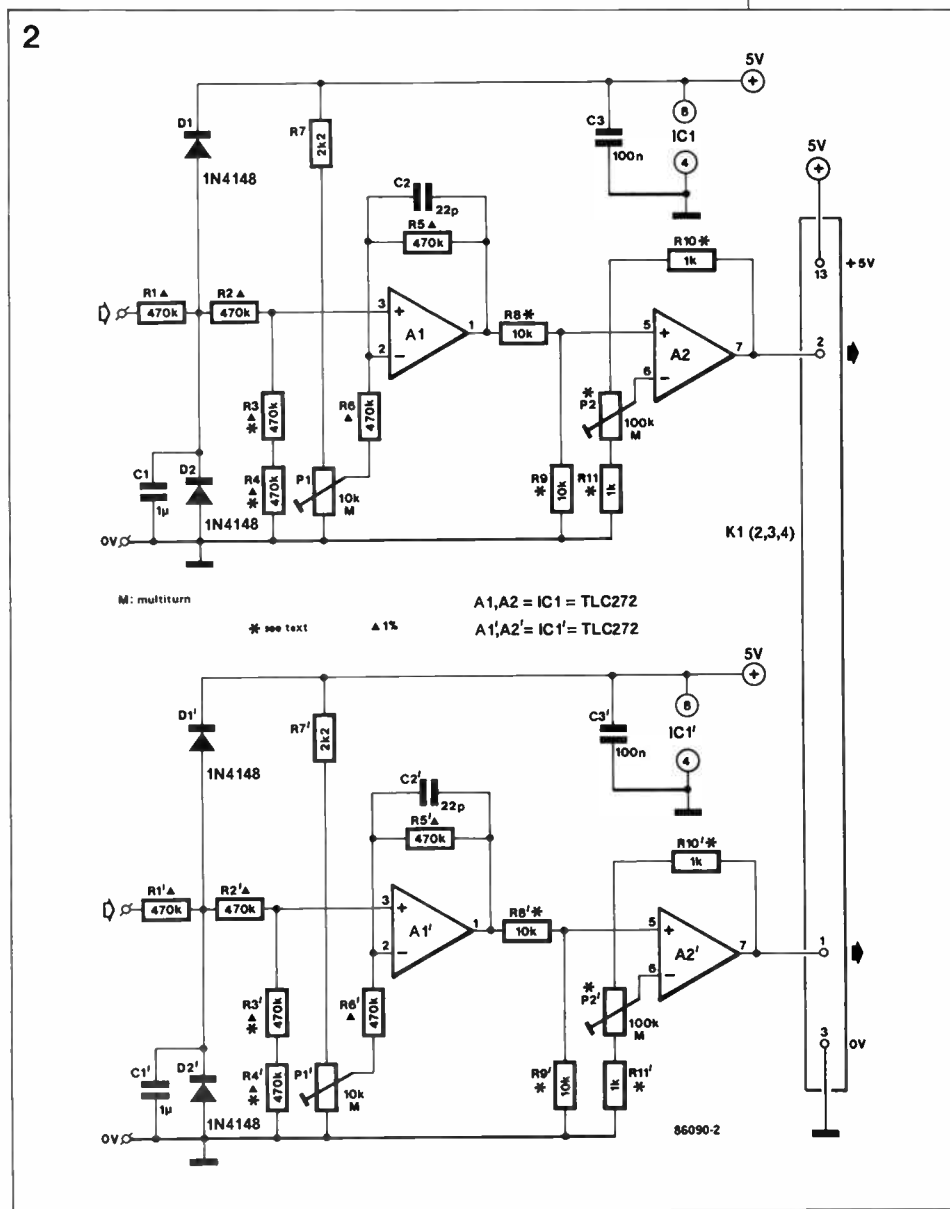 2
5V
+
D1
1N4148
R7
2k2
C3
100n
8
IC1
4
5V
+
C2
22p
R5▲
470k
R10*
1k
13
+5V
R1▲
470k
R2▲
470k
3
+
A1
2
−
1
R8*
10k
5
+
A2
6
−
7
2
R3
▲
*
470k
R6
▲
470k
*
P2
100k
M
R4
▲
*
470k
C1
1μ
D2
1N4148
P1
10k
M
R9
*
10k
R11
*
1k
0V
K1 (2,3,4)
M: multiturn
* see text
▲ 1%
A1,A2 = IC1 = TLC272
A1',A2' = IC1' = TLC272
5V
+
D1'
1N4148
R7'
2k2
C3'
100n
8
IC1'
4
C2'
22p
R5'▲
470k
R10'*
1k
R1'▲
470k
R2'▲
470k
3
+
A1'
2
−
1
R8'*
10k
5
+
A2'
6
−
7
1
R3'
▲
*
470k
R6'
▲
470k
*
P2'
100k
M
3
0V
R4'
▲
*
470k
C1'
1μ
D2'
1N4148
P1'
10k
M
R9'
*
10k
1k
R11'
*
0V
86090-2